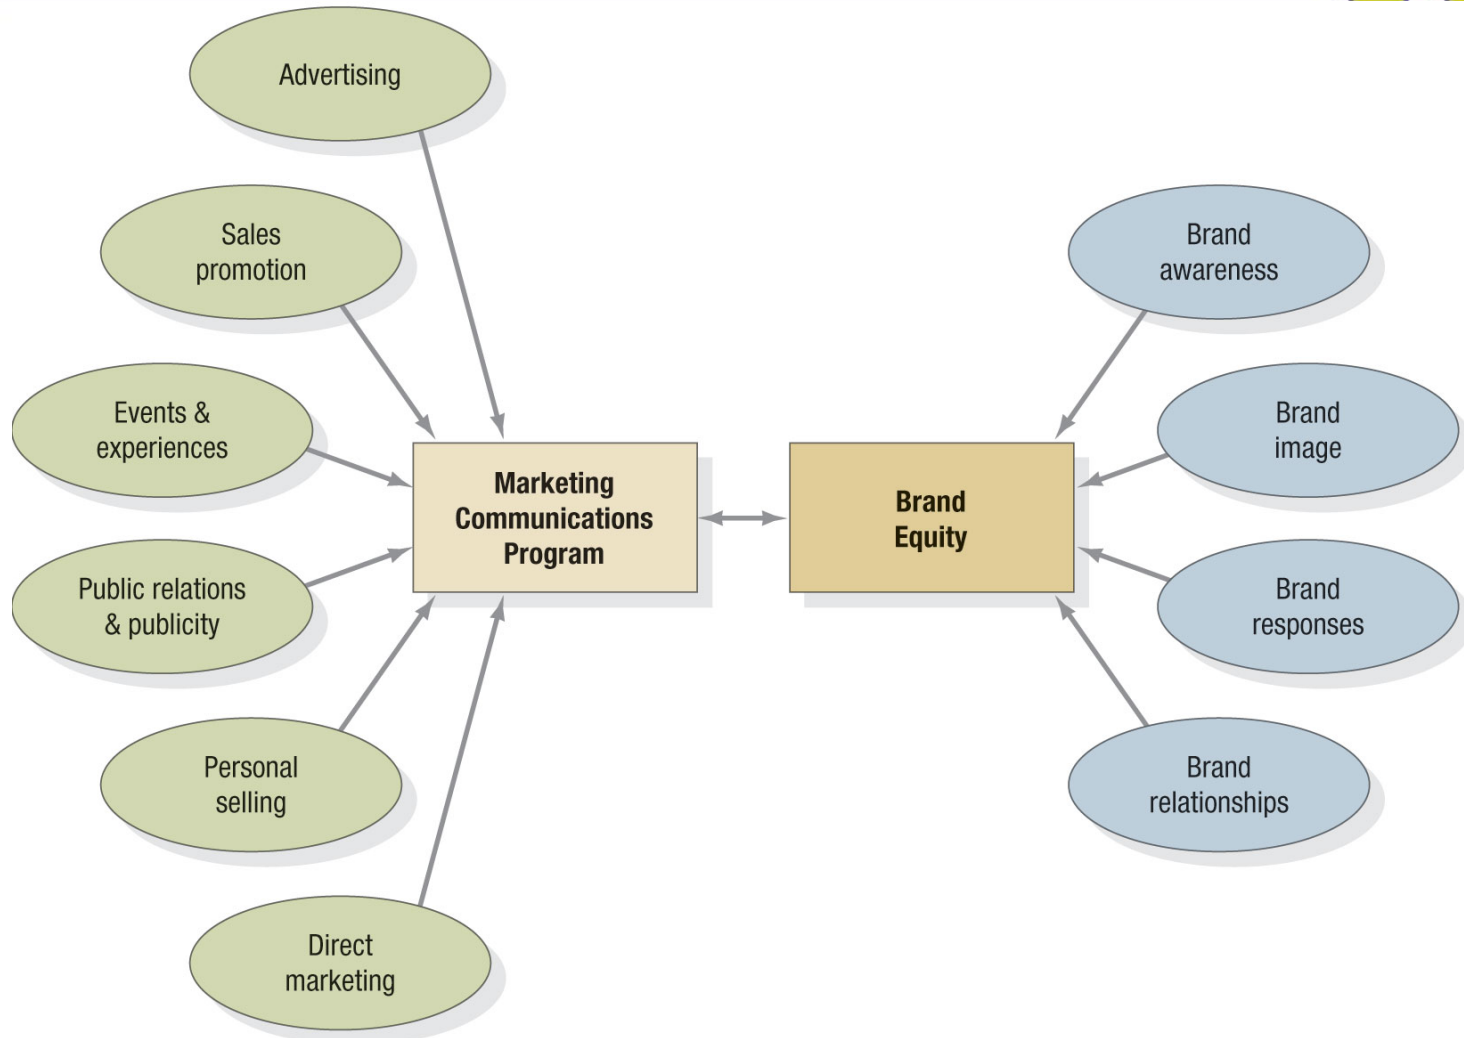 Advertising
Sales
promotion
Events &
experiences
Public relations
& publicity
Personal
selling
Direct
marketing
Marketing
Communications
Program
Brand
Equity
Brand
awareness
Brand
image
Brand
responses
Brand
relationships